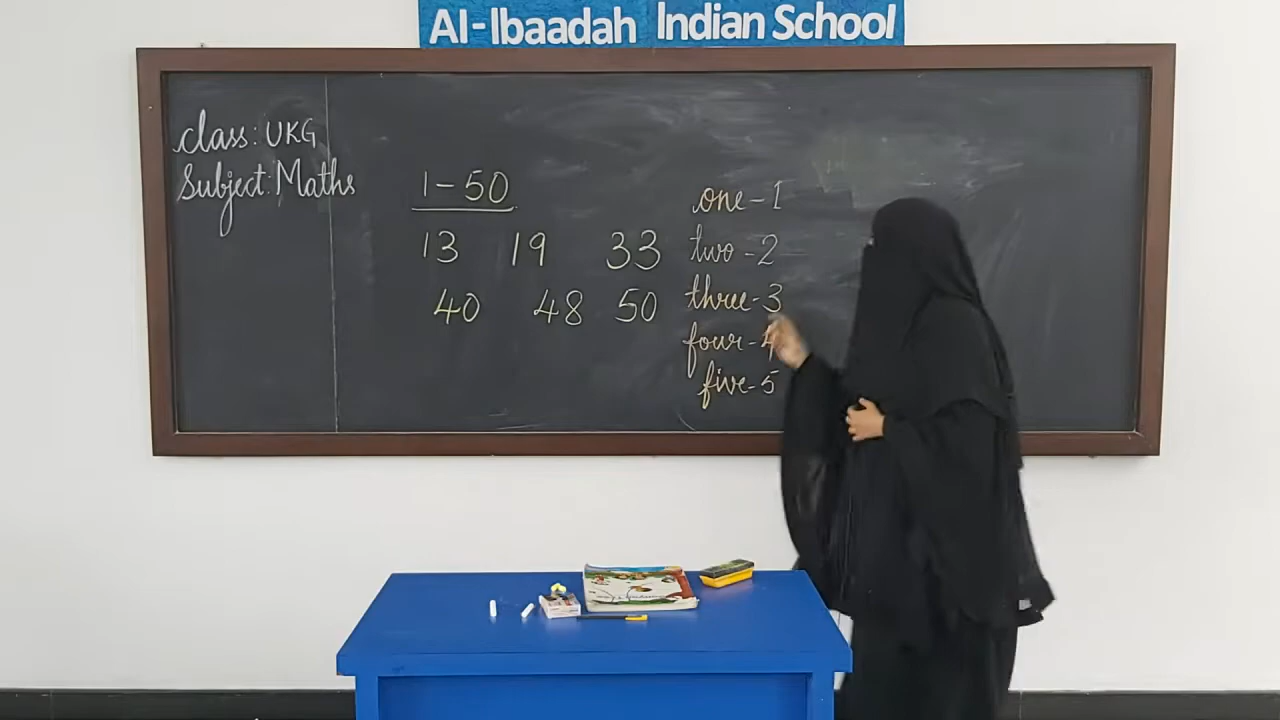 Al-Ibaadah Indian School
class: UKG
Subject: Maths
1-50
13 19 33
40 48 50
one-1
two-2
three-3
four-4
five-5